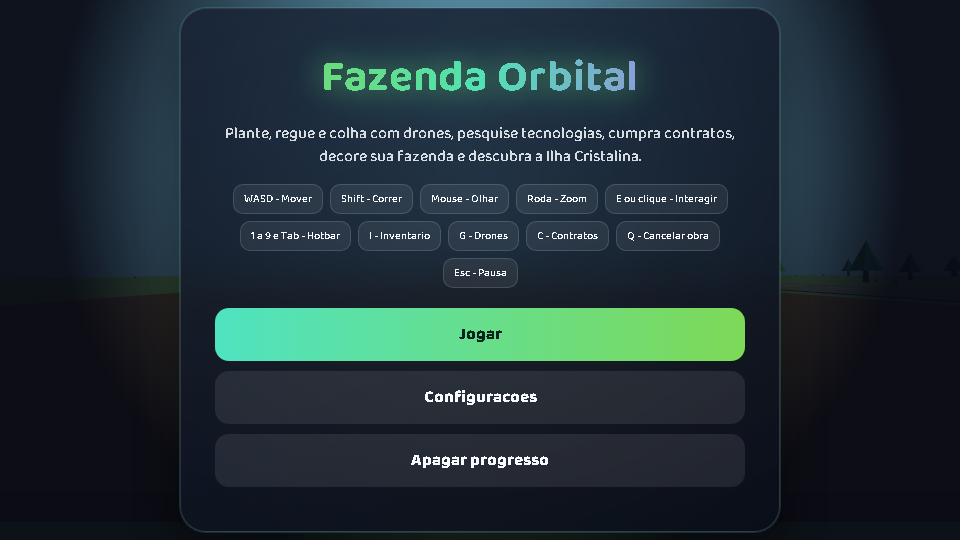 Fazenda Orbital
Plante, regue e colha com drones, pesquise tecnologias, cumpra contratos,
decore sua fazenda e descubra a Ilha Cristalina.
WASD - Mover
Shift - Correr
Mouse - Olhar
Roda - Zoom
E ou clique - Interagir
1 a 9 e Tab - Hotbar
I - Inventario
G - Drones
C - Contratos
Q - Cancelar obra
Esc - Pausa
Jogar
Configuracoes
Apagar progresso